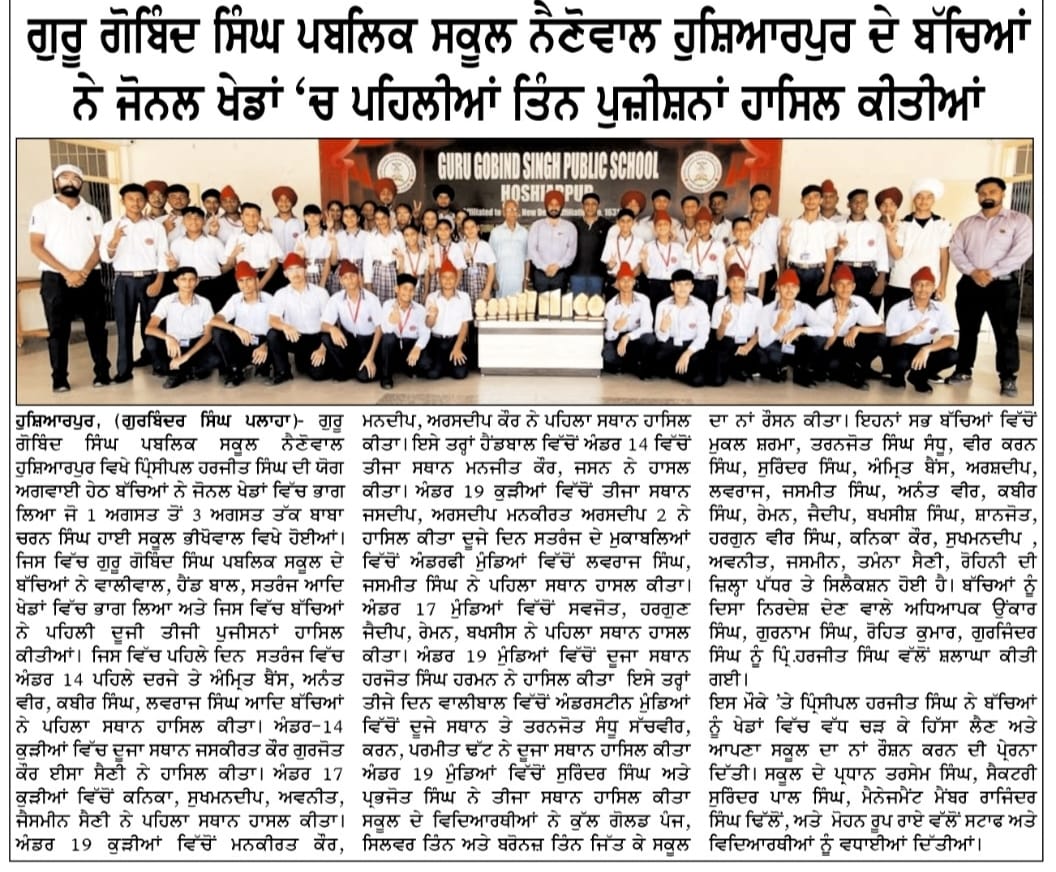 ਗੁਰੂ ਗੋਬਿੰਦ ਸਿੰਘ ਪਬਲਿਕ ਸਕੂਲ ਨੈਣੋਵਾਲ ਹੁਸ਼ਿਆਰਪੁਰ ਦੇ ਬੱਚਿਆਂ
ਨੇ ਜੋਨਲ ਖੇਡਾਂ ‘ਚ ਪਹਿਲੀਆਂ ਤਿੰਨ ਪੁਜ਼ੀਸ਼ਨਾਂ ਹਾਸਿਲ ਕੀਤੀਆਂ
GURU GOBIND SINGH PUBLIC SCHOOL
HOSHIARPUR
ਹੁਸ਼ਿਆਰਪੁਰ, (ਗੁਰਬਿੰਦਰ ਸਿੰਘ ਪਲਾਹਾ)- ਗੁਰੂ
ਗੋਬਿੰਦ ਸਿੰਘ ਪਬਲਿਕ ਸਕੂਲ ਨੈਣੋਵਾਲ
ਹੁਸ਼ਿਆਰਪੁਰ ਵਿਖੇ ਪ੍ਰਿੰਸੀਪਲ ਹਰਜੀਤ ਸਿੰਘ ਦੀ ਯੋਗ
ਅਗਵਾਈ ਹੇਠ ਬੱਚਿਆਂ ਨੇ ਜੋਨਲ ਖੇਡਾਂ ਵਿੱਚ ਭਾਗ
ਲਿਆ ਜੋ 1 ਅਗਸਤ ਤੋਂ 3 ਅਗਸਤ ਤੱਕ ਬਾਬਾ
ਚਰਨ ਸਿੰਘ ਹਾਈ ਸਕੂਲ ਭੀਖੋਵਾਲ ਵਿਖੇ ਹੋਈਆਂ।
ਜਿਸ ਵਿੱਚ ਗੁਰੂ ਗੋਬਿੰਦ ਸਿੰਘ ਪਬਲਿਕ ਸਕੂਲ ਦੇ
ਬੱਚਿਆਂ ਨੇ ਵਾਲੀਵਾਲ, ਹੈਂਡ ਬਾਲ, ਸਤਰੰਜ ਆਦਿ
ਖੇਡਾਂ ਵਿੱਚ ਭਾਗ ਲਿਆ ਅਤੇ ਜਿਸ ਵਿੱਚ ਬੱਚਿਆਂ
ਨੇ ਪਹਿਲੀ ਦੂਜੀ ਤੀਜੀ ਪੁਜੀਸਨਾਂ ਹਾਸਿਲ
ਕੀਤੀਆਂ। ਜਿਸ ਵਿੱਚ ਪਹਿਲੇ ਦਿਨ ਸਤਰੰਜ ਵਿੱਚ
ਅੰਡਰ 14 ਪਹਿਲੇ ਦਰਜੇ ਤੇ ਅੰਮ੍ਰਿਤ ਬੈਂਸ, ਅਨੰਤ
ਵੀਰ, ਕਬੀਰ ਸਿੰਘ, ਲਵਰਾਜ ਸਿੰਘ ਆਦਿ ਬੱਚਿਆਂ
ਨੇ ਪਹਿਲਾ ਸਥਾਨ ਹਾਸਿਲ ਕੀਤਾ। ਅੰਡਰ-14
ਕੁੜੀਆਂ ਵਿੱਚ ਦੂਜਾ ਸਥਾਨ ਜਸਕੀਰਤ ਕੌਰ ਗੁਰਜੋਤ
ਕੌਰ ਈਸਾ ਸੈਣੀ ਨੇ ਹਾਸਿਲ ਕੀਤਾ। ਅੰਡਰ 17
ਕੁੜੀਆਂ ਵਿੱਚੋਂ ਕਨਿਕਾ, ਸੁਖਮਨਦੀਪ, ਅਵਨੀਤ,
ਜੈਸਮੀਨ ਸੈਣੀ ਨੇ ਪਹਿਲਾ ਸਥਾਨ ਹਾਸਲ ਕੀਤਾ।
ਅੰਡਰ 19 ਕੁੜੀਆਂ ਵਿੱਚੋਂ ਮਨਕੀਰਤ ਕੌਰ,
ਮਨਦੀਪ, ਅਰਸਦੀਪ ਕੌਰ ਨੇ ਪਹਿਲਾ ਸਥਾਨ ਹਾਸਿਲ
ਕੀਤਾ। ਇਸੇ ਤਰ੍ਹਾਂ ਹੈਂਡਬਾਲ ਵਿੱਚੋਂ ਅੰਡਰ 14 ਵਿੱਚੋਂ
ਤੀਜਾ ਸਥਾਨ ਮਨਜੀਤ ਕੌਰ, ਜਸਨ ਨੇ ਹਾਸਲ
ਕੀਤਾ। ਅੰਡਰ 19 ਕੁੜੀਆਂ ਵਿੱਚੋਂ ਤੀਜਾ ਸਥਾਨ
ਜਸਦੀਪ, ਅਰਸਦੀਪ ਮਨਕੀਰਤ ਅਰਸਦੀਪ 2 ਨੇ
ਹਾਸਿਲ ਕੀਤਾ ਦੂਜੇ ਦਿਨ ਸਤਰੰਜ ਦੇ ਮੁਕਾਬਲਿਆਂ
ਵਿੱਚੋਂ ਅੰਡਰਫੀ ਮੁੰਡਿਆਂ ਵਿੱਚੋਂ ਲਵਰਾਜ ਸਿੰਘ,
ਜਸਮੀਤ ਸਿੰਘ ਨੇ ਪਹਿਲਾ ਸਥਾਨ ਹਾਸਲ ਕੀਤਾ।
ਅੰਡਰ 17 ਮੁੰਡਿਆਂ ਵਿੱਚੋਂ ਸਵਜੋਤ, ਹਰਗੁਣ
ਜੈਦੀਪ, ਰੇਮਨ, ਬਖਸੀਸ ਨੇ ਪਹਿਲਾ ਸਥਾਨ ਹਾਸਲ
ਕੀਤਾ। ਅੰਡਰ 19 ਮੁੰਡਿਆਂ ਵਿੱਚੋਂ ਦੂਜਾ ਸਥਾਨ
ਹਰਜੋਤ ਸਿੰਘ ਹਰਮਨ ਨੇ ਹਾਸਿਲ ਕੀਤਾ ਇਸੇ ਤਰ੍ਹਾਂ
ਤੀਜੇ ਦਿਨ ਵਾਲੀਬਾਲ ਵਿੱਚੋਂ ਅੰਡਰਸਟੀਨ ਮੁੰਡਿਆਂ
ਵਿੱਚੋਂ ਦੂਜੇ ਸਥਾਨ ਤੇ ਤਰਨਜੋਤ ਸੰਧੂ ਸੱਚਵੀਰ,
ਕਰਨ, ਪਰਮੀਤ ਢੱਟ ਨੇ ਦੂਜਾ ਸਥਾਨ ਹਾਸਿਲ ਕੀਤਾ
ਅੰਡਰ 19 ਮੁੰਡਿਆਂ ਵਿੱਚੋਂ ਸੁਰਿੰਦਰ ਸਿੰਘ ਅਤੇ
ਪ੍ਰਭਜੋਤ ਸਿੰਘ ਨੇ ਤੀਜਾ ਸਥਾਨ ਹਾਸਿਲ ਕੀਤਾ
ਸਕੂਲ ਦੇ ਵਿਦਿਆਰਥੀਆਂ ਨੇ ਕੁੱਲ ਗੋਲਡ ਪੰਜ,
ਸਿਲਵਰ ਤਿੰਨ ਅਤੇ ਬਰੋਨਜ਼ ਤਿੰਨ ਜਿੱਤ ਕੇ ਸਕੂਲ
ਦਾ ਨਾਂ ਰੌਸਨ ਕੀਤਾ। ਇਹਨਾਂ ਸਭ ਬੱਚਿਆਂ ਵਿੱਚੋਂ
ਮੁਕਲ ਸ਼ਰਮਾ, ਤਰਨਜੋਤ ਸਿੰਘ ਸੰਧੂ, ਵੀਰ ਕਰਨ
ਸਿੰਘ, ਸੁਰਿੰਦਰ ਸਿੰਘ, ਅੰਮ੍ਰਿਤ ਬੈਂਸ, ਅਰਸ਼ਦੀਪ,
ਲਵਰਾਜ, ਜਸਮੀਤ ਸਿੰਘ, ਅਨੰਤ ਵੀਰ, ਕਬੀਰ
ਸਿੰਘ, ਰੇਮਨ, ਜੈਦੀਪ, ਬਖਸੀਸ਼ ਸਿੰਘ, ਸ਼ਾਨਜੋਤ,
ਹਰਗੁਨ ਵੀਰ ਸਿੰਘ, ਕਨਿਕਾ ਕੌਰ, ਸੁਖਮਨਦੀਪ ,
ਅਵਨੀਤ, ਜਸਮੀਨ, ਤਮੰਨਾ ਸੈਣੀ, ਰੋਹਿਨੀ ਦੀ
ਜ਼ਿਲ੍ਹਾ ਪੱਧਰ ਤੇ ਸਿਲੈਕਸ਼ਨ ਹੋਈ ਹੈ। ਬੱਚਿਆਂ ਨੂੰ
ਦਿਸਾ ਨਿਰਦੇਸ਼ ਦੇਣ ਵਾਲੇ ਅਧਿਆਪਕ ਉਂਕਾਰ
ਸਿੰਘ, ਗੁਰਨਾਮ ਸਿੰਘ, ਰੋਹਿਤ ਕੁਮਾਰ, ਗੁਰਜਿੰਦਰ
ਸਿੰਘ ਨੂੰ ਪ੍ਰਿ.ਹਰਜੀਤ ਸਿੰਘ ਵੱਲੋਂ ਸ਼ਲਾਘਾ ਕੀਤੀ
ਗਈ।
ਇਸ ਮੌਕੇ ’ਤੇ ਪ੍ਰਿੰਸੀਪਲ ਹਰਜੀਤ ਸਿੰਘ ਨੇ ਬੱਚਿਆਂ
ਨੂੰ ਖੇਡਾਂ ਵਿੱਚ ਵੱਧ ਚੜ ਕੇ ਹਿੱਸਾ ਲੈਣ ਅਤੇ
ਆਪਣਾ ਸਕੂਲ ਦਾ ਨਾਂ ਰੌਸ਼ਨ ਕਰਨ ਦੀ ਪ੍ਰੇਰਨਾ
ਦਿੱਤੀ। ਸਕੂਲ ਦੇ ਪ੍ਰਧਾਨ ਤਰਸੇਮ ਸਿੰਘ, ਸੈਕਟਰੀ
ਸੁਰਿੰਦਰ ਪਾਲ ਸਿੰਘ, ਮੈਨੇਜਮੈਂਟ ਮੈਂਬਰ ਰਾਜਿੰਦਰ
ਸਿੰਘ ਢਿੱਲੋਂ, ਅਤੇ ਮੋਹਨ ਰੂਪ ਰਾਏ ਵੱਲੋਂ ਸਟਾਫ ਅਤੇ
ਵਿਦਿਆਰਥੀਆਂ ਨੂੰ ਵਧਾਈਆਂ ਦਿੱਤੀਆਂ।